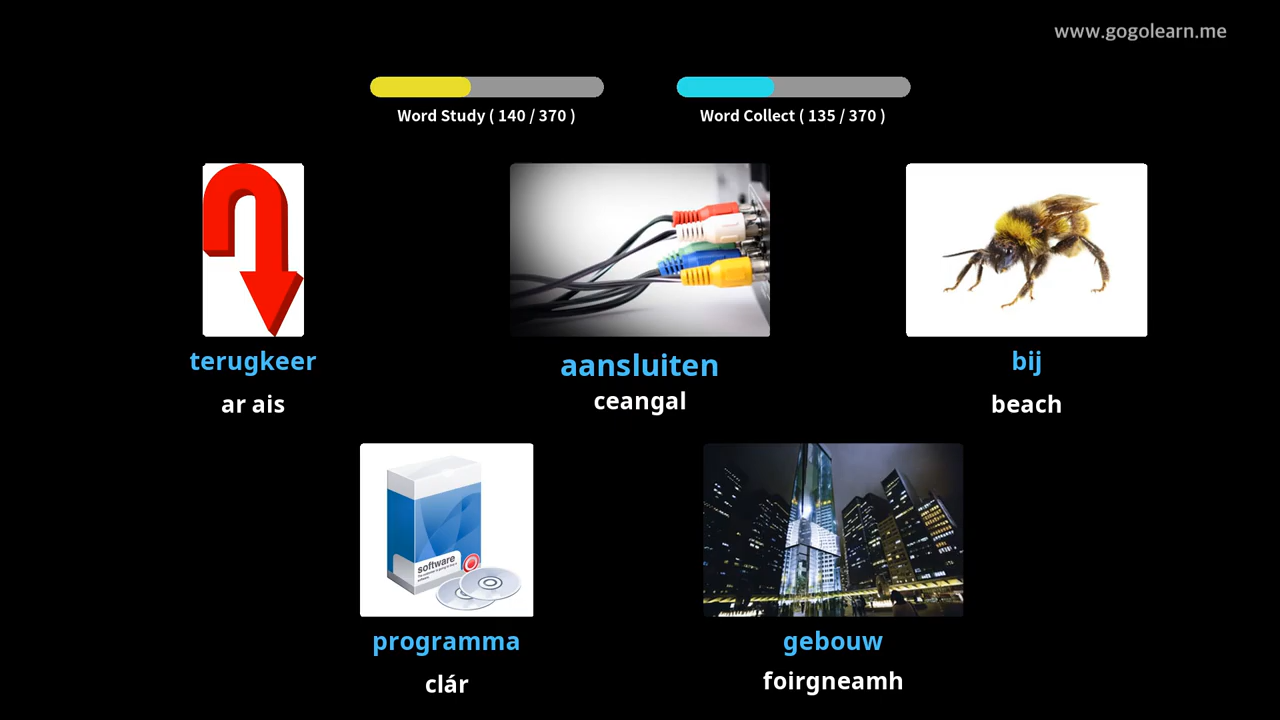 www.gogolearn.me
Word Study ( 140 / 370 )
Word Collect ( 135 / 370 )
terugkeer
ar ais
aansluiten
ceangal
bij
beach
software
programma
clár
gebouw
foirgneamh